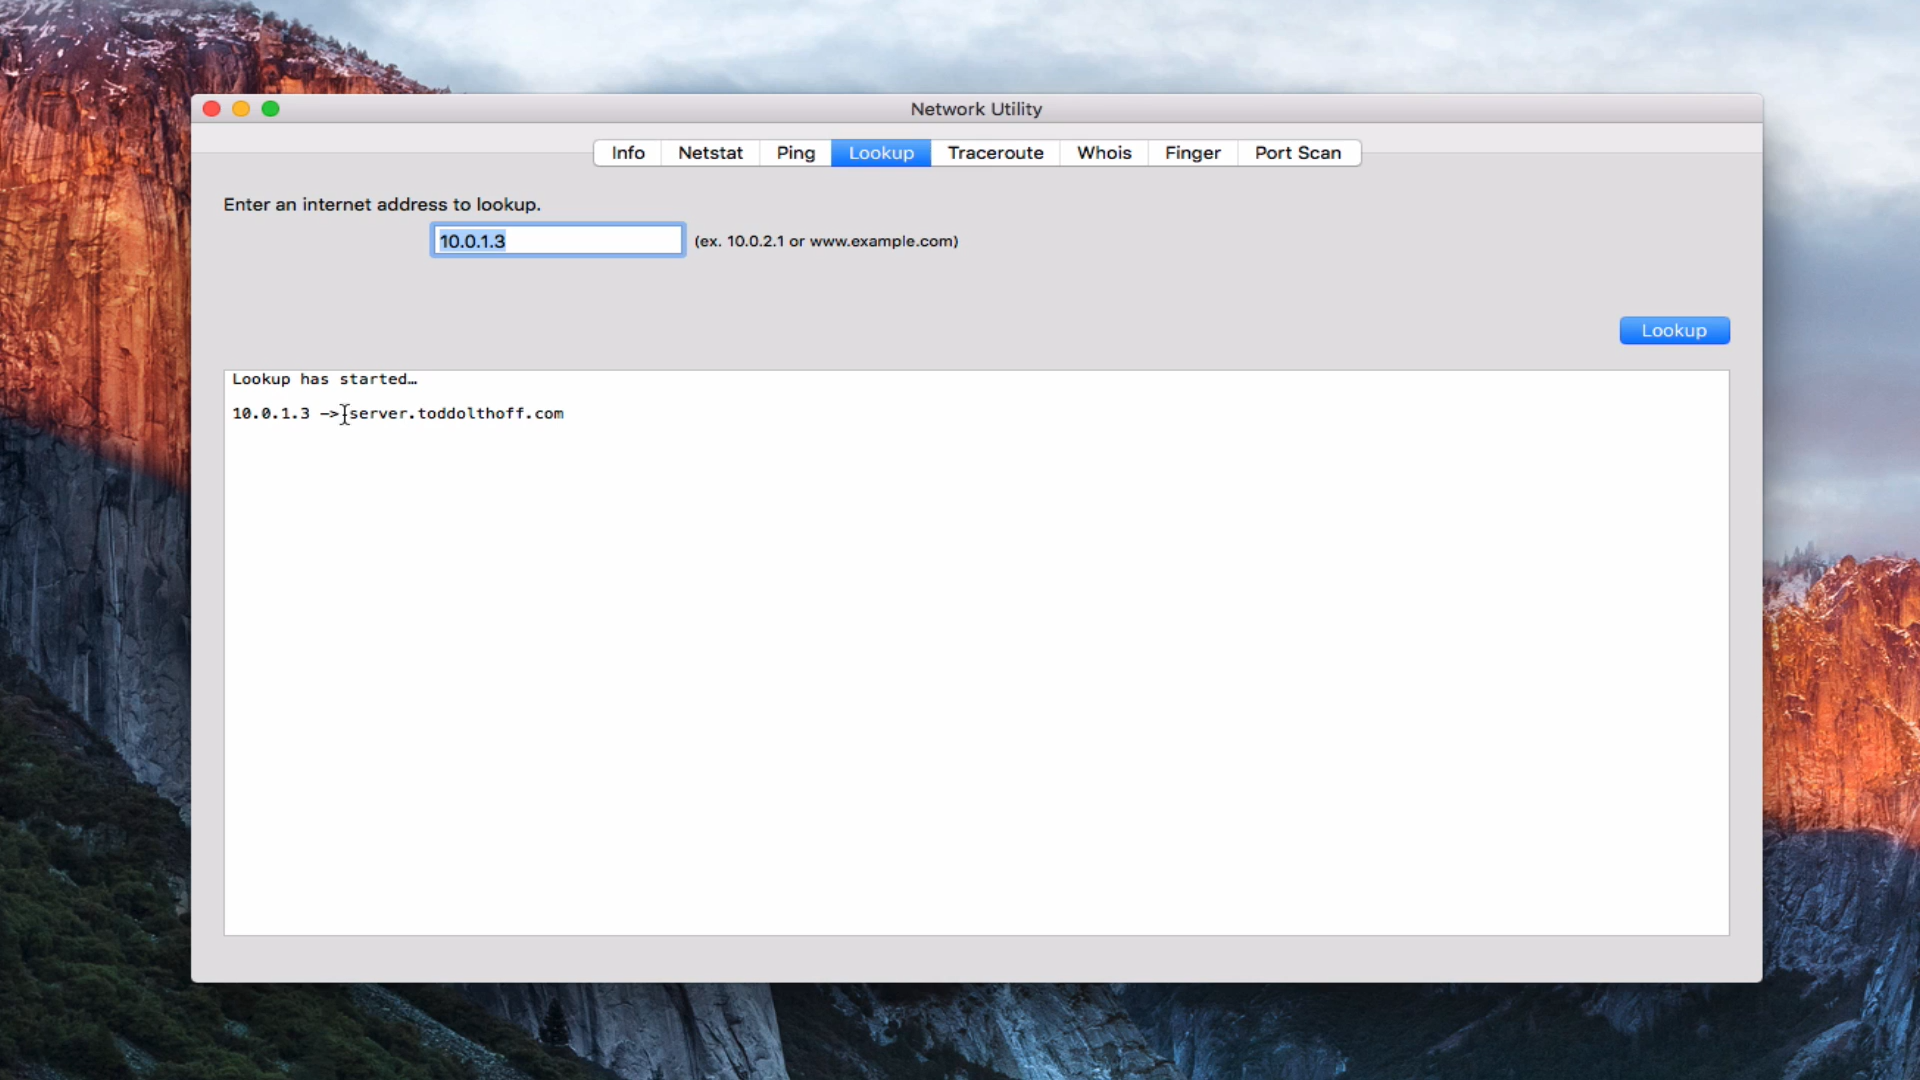 Network Utility
Info Netstat Ping Lookup Traceroute Whois Finger Port Scan
Enter an internet address to lookup.
10.0.1.3 (ex. 10.0.2.1 or www.example.com)
Lookup
Lookup has started…
10.0.1.3 -> server.toddolthoff.com